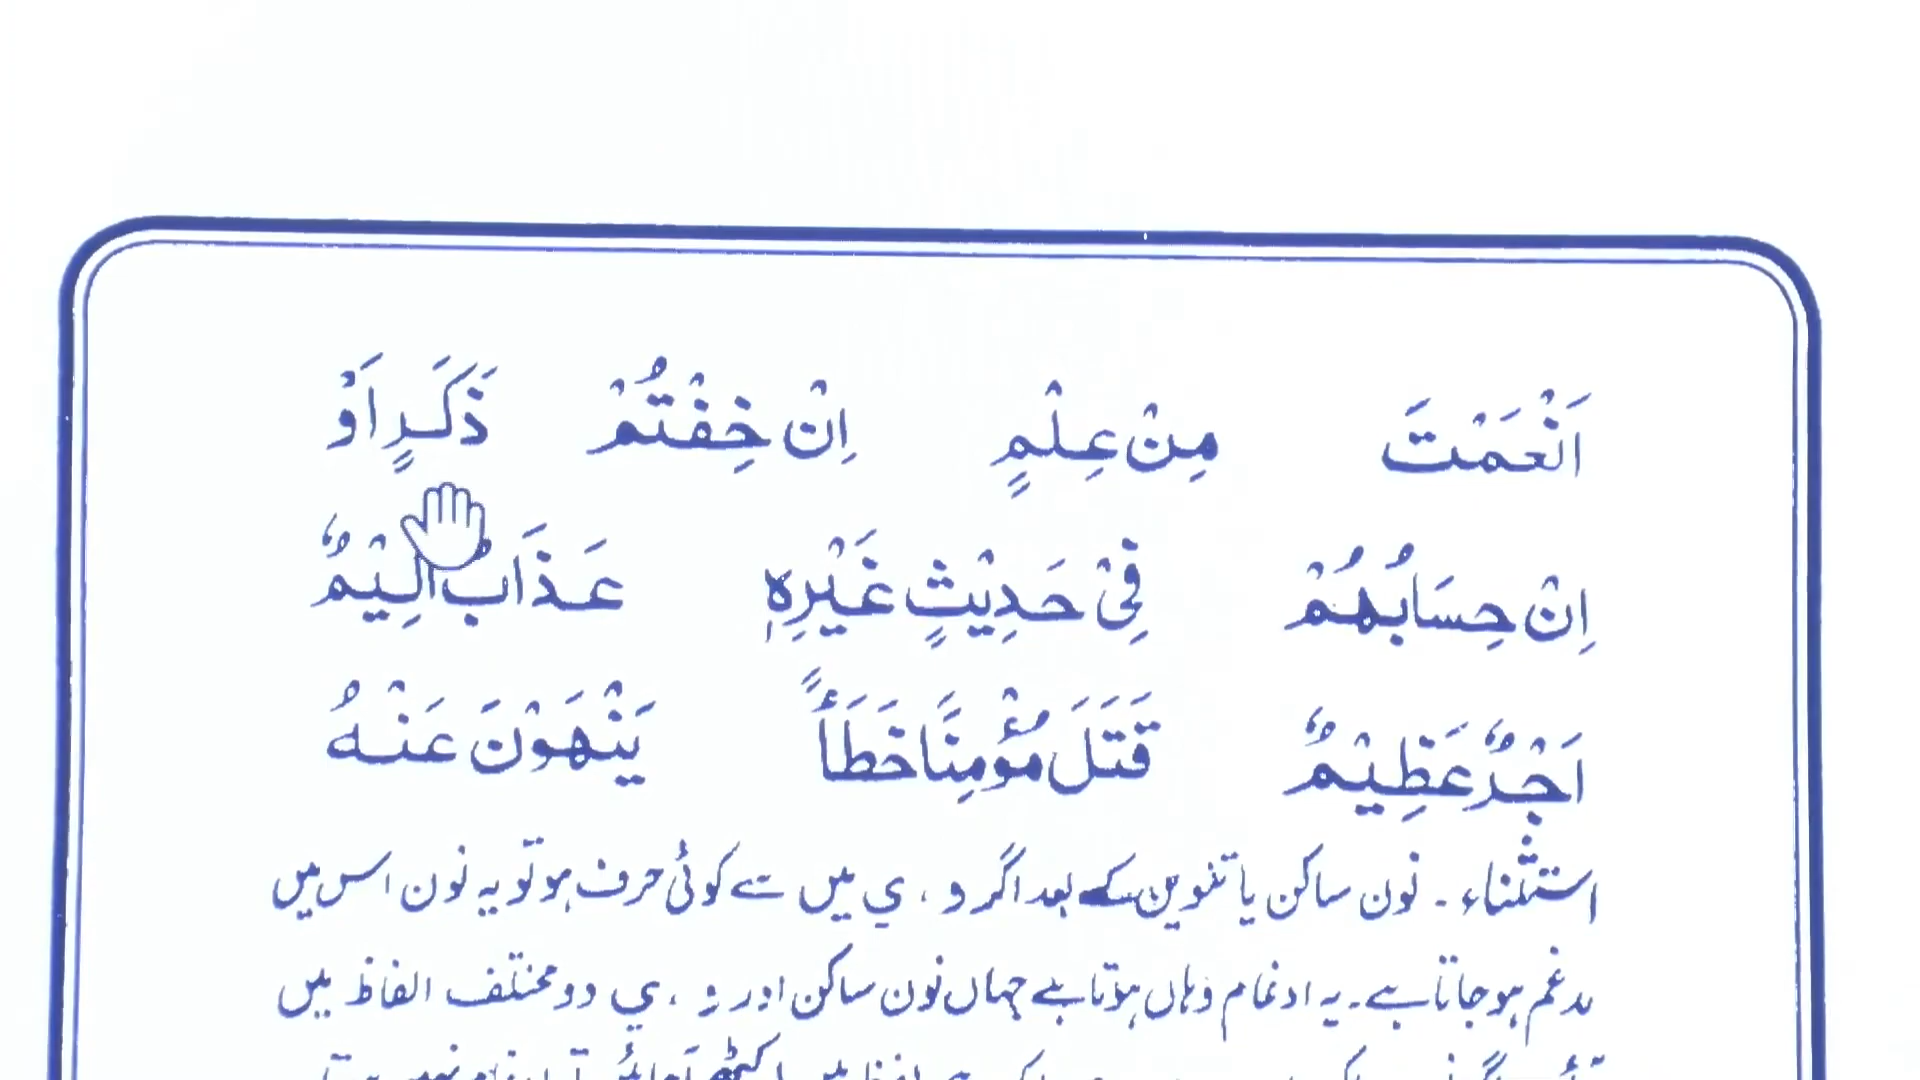 اَنْعَمْتَ مِنْ عِلْمٍ اِنْ خِفْتُمْ ذَكَرٍ اَوْ
اِنْ حِسَابُهُمْ فِىْ حَدِيْثٍ غَيْرِهٖ عَذَابٌ اَلِيْمٌ
اَجْرٌ عَظِيْمٌ قَتَلَ مُؤْمِنًا خَطَأً يَنْهَوْنَ عَنْهُ
استثناء ۔ نون ساکن یا تنوین کے بعد اگر و ، ی میں سے کوئی حرف ہو تو یہ نون اس میں
مدغم ہو جاتا ہے۔ یہ ادغام وہاں ہوتا ہے جہاں نون ساکن اور و ، ی دو مختلف الفاظ میں